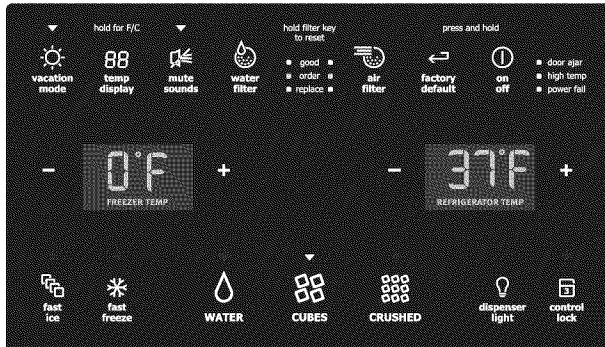 hold for F/C
hold filter key
to reset
press and hold
88
good
order
replace
door ajar
high temp
power fail
vacation
mode
temp
display
mute
sounds
water
filter
air
filter
factory
default
on
off
0°F
FREEZER TEMP
37°F
REFRIGERATOR TEMP
3
fast
ice
fast
freeze
WATER
CUBES
CRUSHED
dispenser
light
control
lock